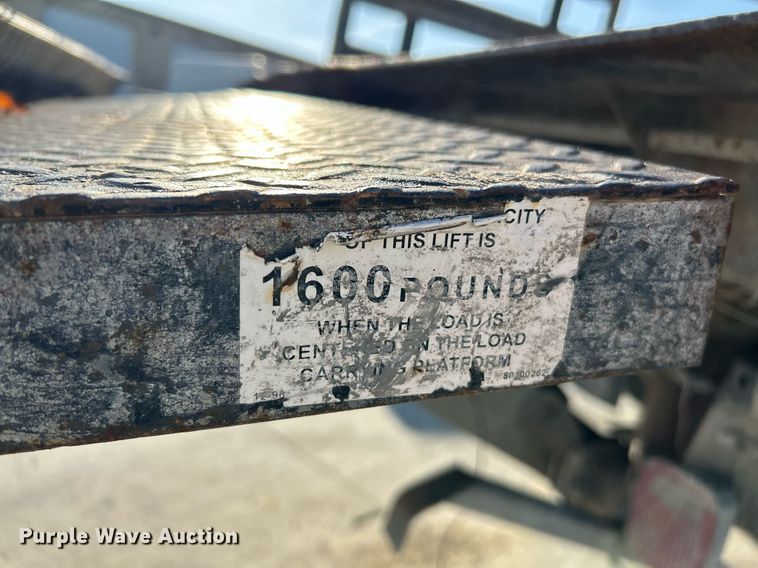 CITY
OF THIS LIFT IS
1600 POUNDS
WHEN THE LOAD IS
CENTERED ON THE LOAD
CARRYING PLATFORM
Purple Wave Auction